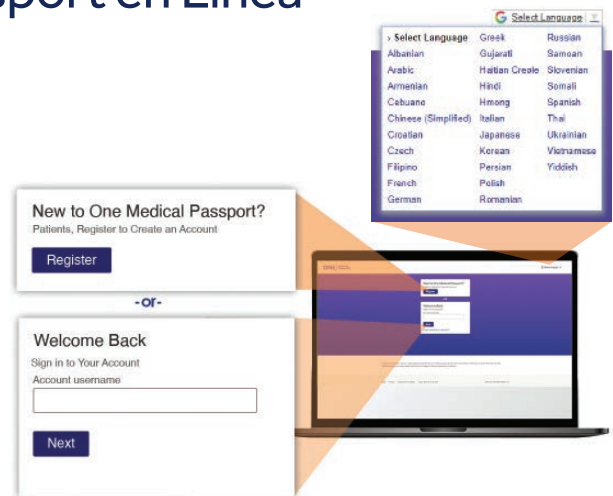 sport en Línea
Select Language
› Select Language Greek Russian
Albanian Gujarati Samoan
Arabic Haitian Creole Slovenian
Armenian Hindi Somali
Cebuano Hmong Spanish
Chinese (Simplified) Italian Thai
Croatian Japanese Ukrainian
Czech Korean Vietnamese
Filipino Persian Yiddish
French Polish
German Romanian
New to One Medical Passport?
Patients, Register to Create an Account
Register
-or-
Welcome Back
Sign in to Your Account
Account username
Next